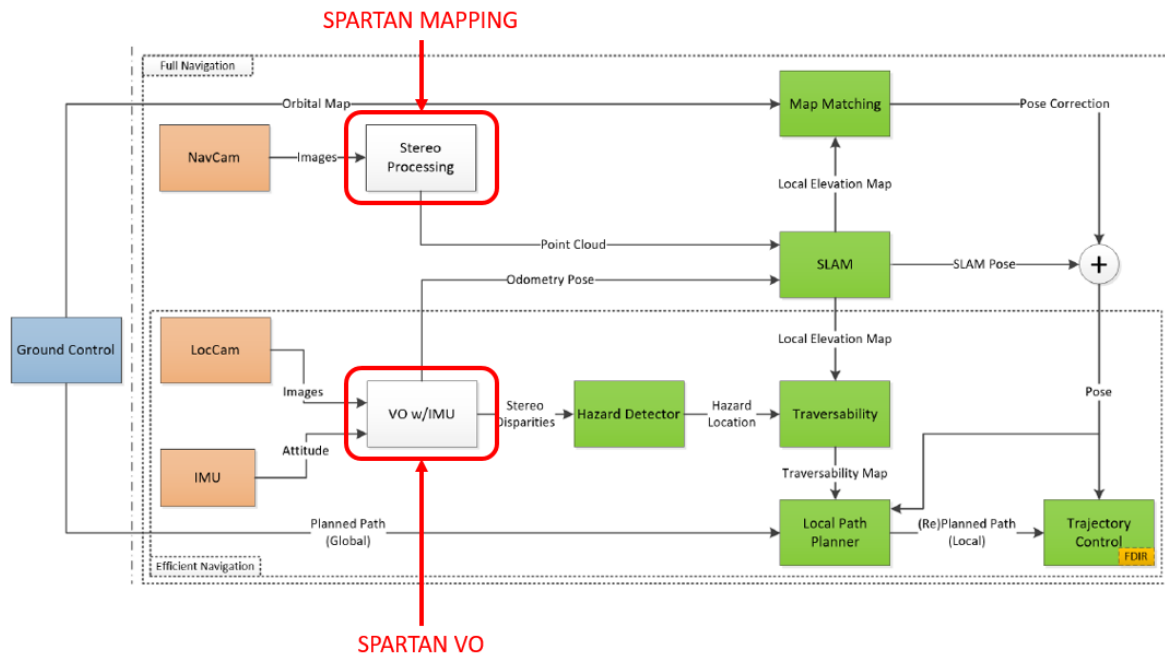 SPARTAN MAPPING
Full Navigation
Orbital Map
Map Matching
Pose Correction
NavCam
Images
Stereo
Processing
Local Elevation Map
Point Cloud
SLAM
SLAM Pose
+
Odometry Pose
Ground Control
LocCam
Local Elevation Map
Images
VO w/IMU
Stereo
Disparities
Hazard Detector
Hazard
Location
Traversability
Pose
Attitude
IMU
Traversability Map
Planned Path
(Global)
Local Path
Planner
(Re)Planned Path
(Local)
Trajectory
Control
FDIR
Efficient Navigation
SPARTAN VO